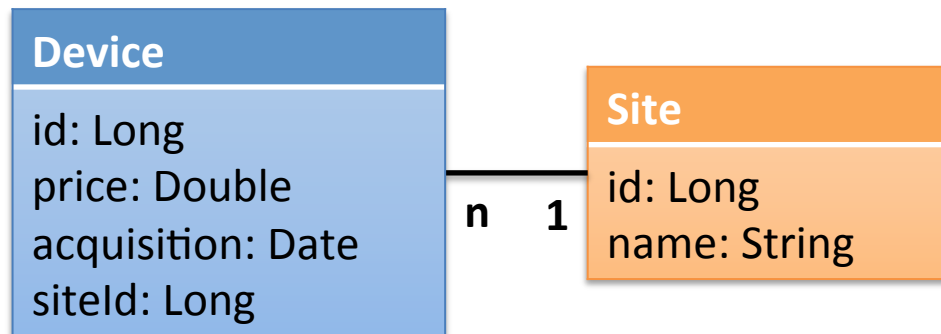 Device
id: Long
price: Double
acquisition: Date
siteId: Long
n 1
Site
id: Long
name: String